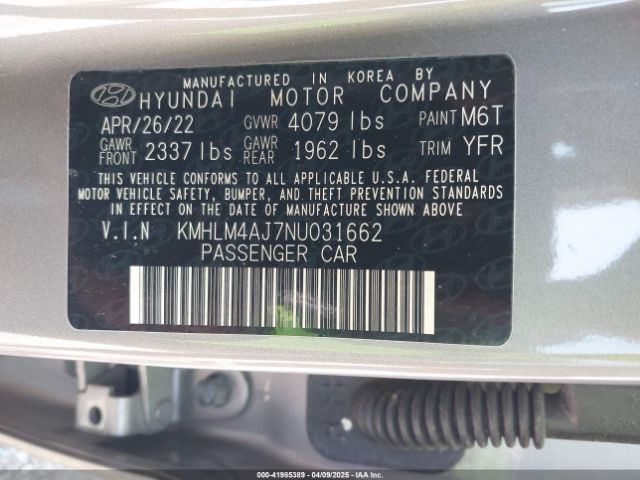 MANUFACTURED IN KOREA BY
HYUNDAI MOTOR COMPANY
APR/26/22 GVWR 4079 lbs PAINT M6T
GAWR FRONT 2337 lbs GAWR REAR 1962 lbs TRIM YFR
THIS VEHICLE CONFORMS TO ALL APPLICABLE U.S.A. FEDERAL
MOTOR VEHICLE SAFETY, BUMPER, AND THEFT PREVENTION STANDARDS
IN EFFECT ON THE DATE OF MANUFACTURE SHOWN ABOVE
V.I.N KMHLM4AJ7NU031662
PASSENGER CAR
000-41985389 - 04/09/2025 - IAAI.com